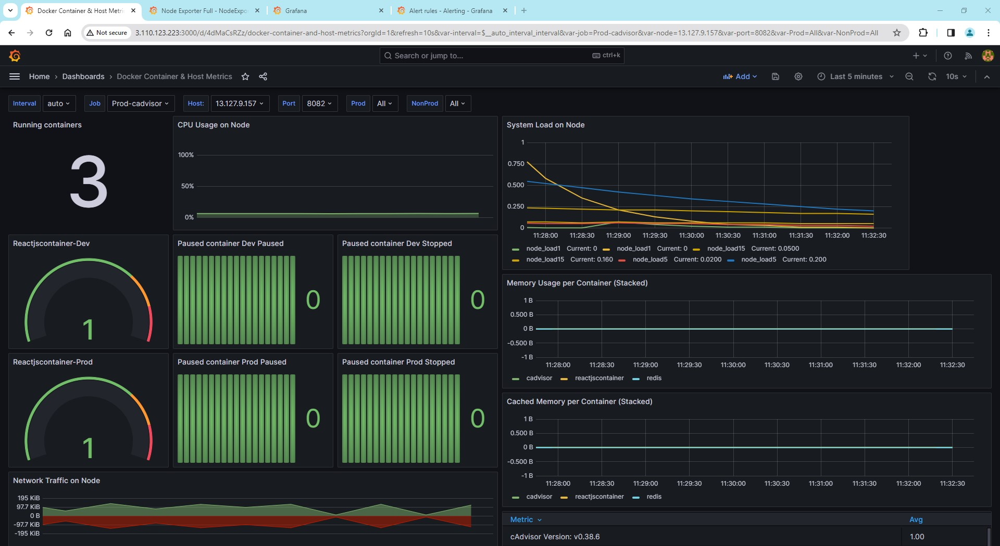 Docker Container & Host Metri
Node Exporter Full - NodeExpo
Grafana
Alert rules - Alerting - Grafana
Not secure
3.110.123.223:3000/d/4dMaCsRZz/docker-container-and-host-metrics?orgId=1&refresh=10s&var-interval=$__auto_interval_interval&var-job=Prod-cadvisor&var-node=13.127.9.157&var-port=8082&var-Prod=All&var-NonProd=All
Search or jump to... ctrl+k
Home › Dashboards › Docker Container & Host Metrics
Add Last 5 minutes 10s
Interval auto Job Prod-cadvisor Host: 13.127.9.157 Port 8082 Prod All NonProd All
Running containers
3
CPU Usage on Node
100%
50%
0%
System Load on Node
1
0.750
0.500
0.250
0
11:28:00 11:28:30 11:29:00 11:29:30 11:30:00 11:30:30 11:31:00 11:31:30 11:32:00 11:32:30
node_load1 Current: 0 node_load1 Current: 0 node_load15 Current: 0.0500
node_load15 Current: 0.160 node_load5 Current: 0.0200 node_load5 Current: 0.200
Reactjscontainer-Dev
1
Paused container Dev Paused
0
Paused container Dev Stopped
0
Memory Usage per Container (Stacked)
1 B
0.500 B
0 B
-0.500 B
-1 B
11:28:00 11:28:30 11:29:00 11:29:30 11:30:00 11:30:30 11:31:00 11:31:30 11:32:00 11:32:30
cadvisor reactjscontainer redis
Reactjscontainer-Prod
1
Paused container Prod Paused
0
Paused container Prod Stopped
0
Cached Memory per Container (Stacked)
1 B
0.500 B
0 B
-0.500 B
-1 B
11:28:00 11:28:30 11:29:00 11:29:30 11:30:00 11:30:30 11:31:00 11:31:30 11:32:00 11:32:30
cadvisor reactjscontainer redis
Network Traffic on Node
195 KiB
97.7 KiB
0 B
-97.7 KiB
-195 KiB
Metric Avg
cAdvisor Version: v0.38.6 1.00